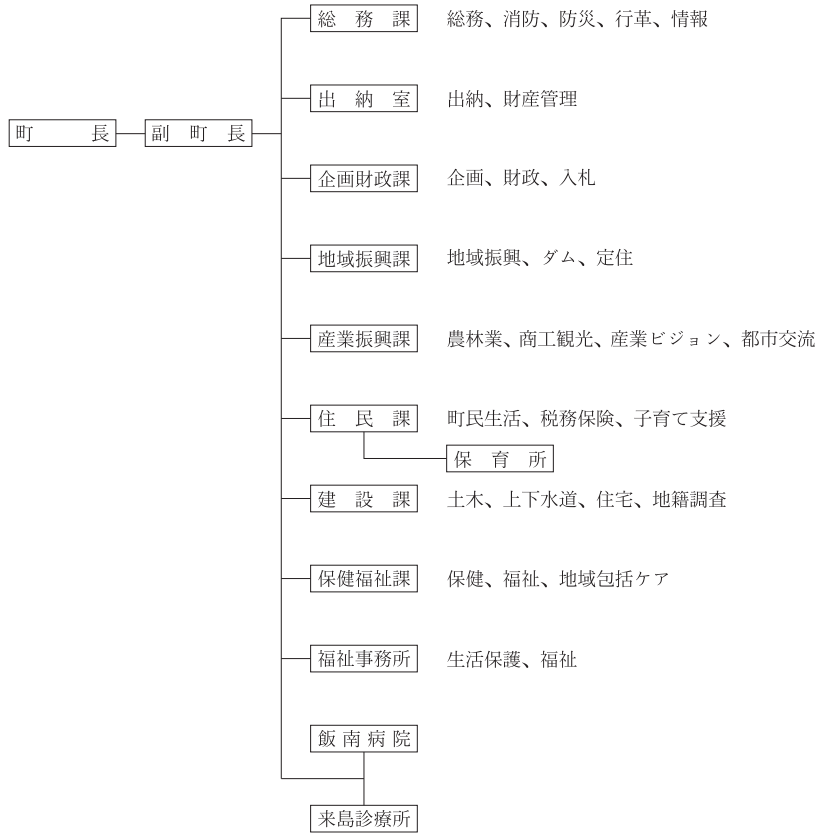 総務課 総務、消防、防災、行革、情報
出納室 出納、財産管理
町長 副町長
企画財政課 企画、財政、入札
地域振興課 地域振興、ダム、定住
産業振興課 農林業、商工観光、産業ビジョン、都市交流
住民課 町民生活、税務保険、子育て支援
保育所
建設課 土木、上下水道、住宅、地籍調査
保健福祉課 保健、福祉、地域包括ケア
福祉事務所 生活保護、福祉
飯南病院
来島診療所